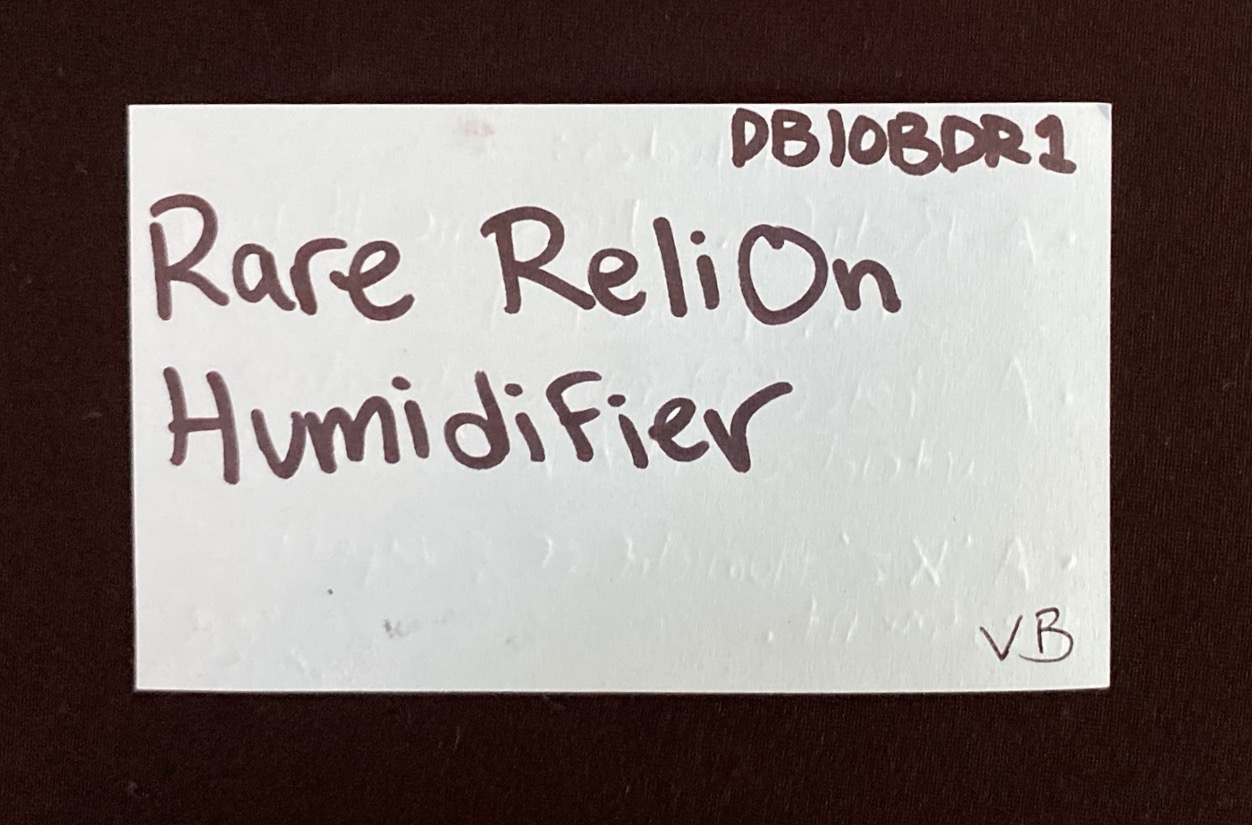 DB10BDR1
Rare ReliOn
Humidifier
VB